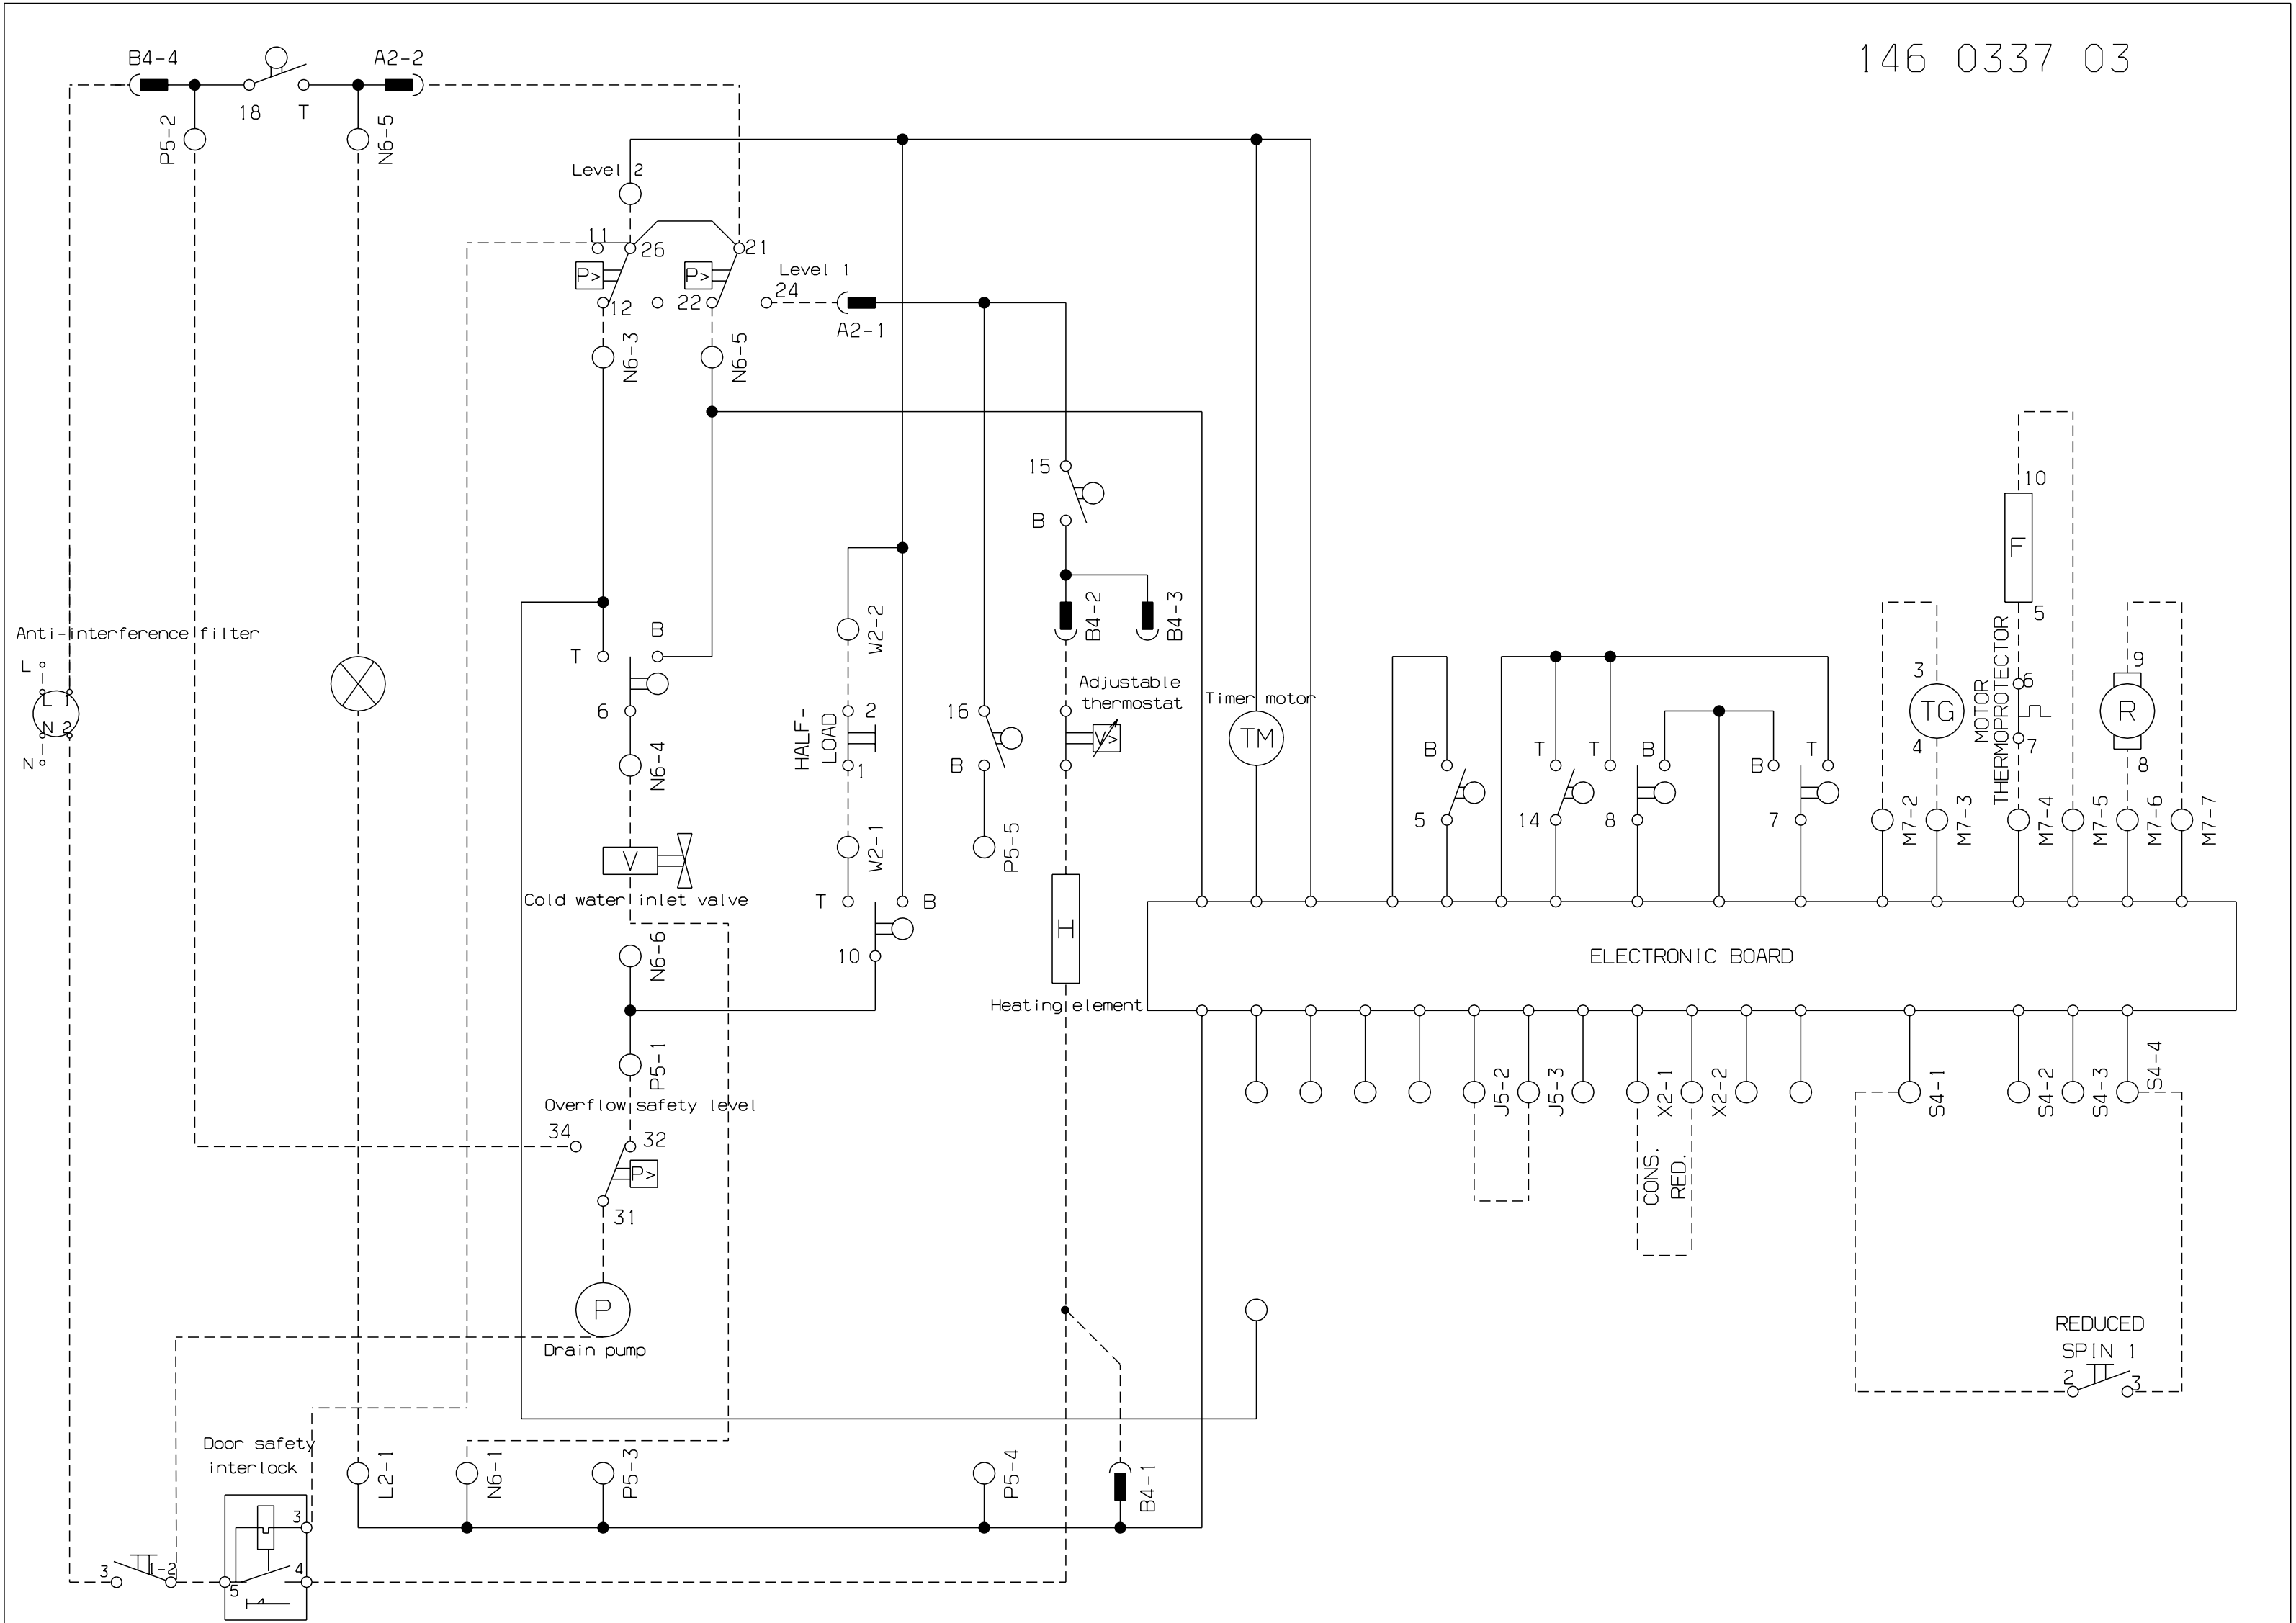 146 0337 03
B4-4
A2-2
18
T
P5-2
N6-5
Level 2
11
26
21
P>
P>
Level 1
24
12
22
A2-1
N6-3
N6-5
15
B
10
F
5
B4-2
B4-3
Anti-interference filter
L
L 1
N 2
N
T
B
6
N6-4
W2-2
HALF-
LOAD
2
1
16
B
Adjustable
thermostat
V>
Timer motor
TM
B
5
T
14
T
B
8
B
T
7
3
TG
4
MOTOR
THERMOPROTECTOR
6
7
9
R
8
M7-2
M7-3
M7-4
M7-5
M7-6
M7-7
V
Cold water inlet valve
W2-1
P5-5
T
B
10
H
Heating element
ELECTRONIC BOARD
N6-6
P5-1
Overflow safety level
34
32
P>
31
P
Drain pump
J5-2
J5-3
X2-1
X2-2
CONS.
RED.
S4-1
S4-2
S4-3
S4-4
REDUCED
SPIN 1
2
3
Door safety
interlock
L2-1
N6-1
P5-3
P5-4
B4-1
3
3
1-2
5
4